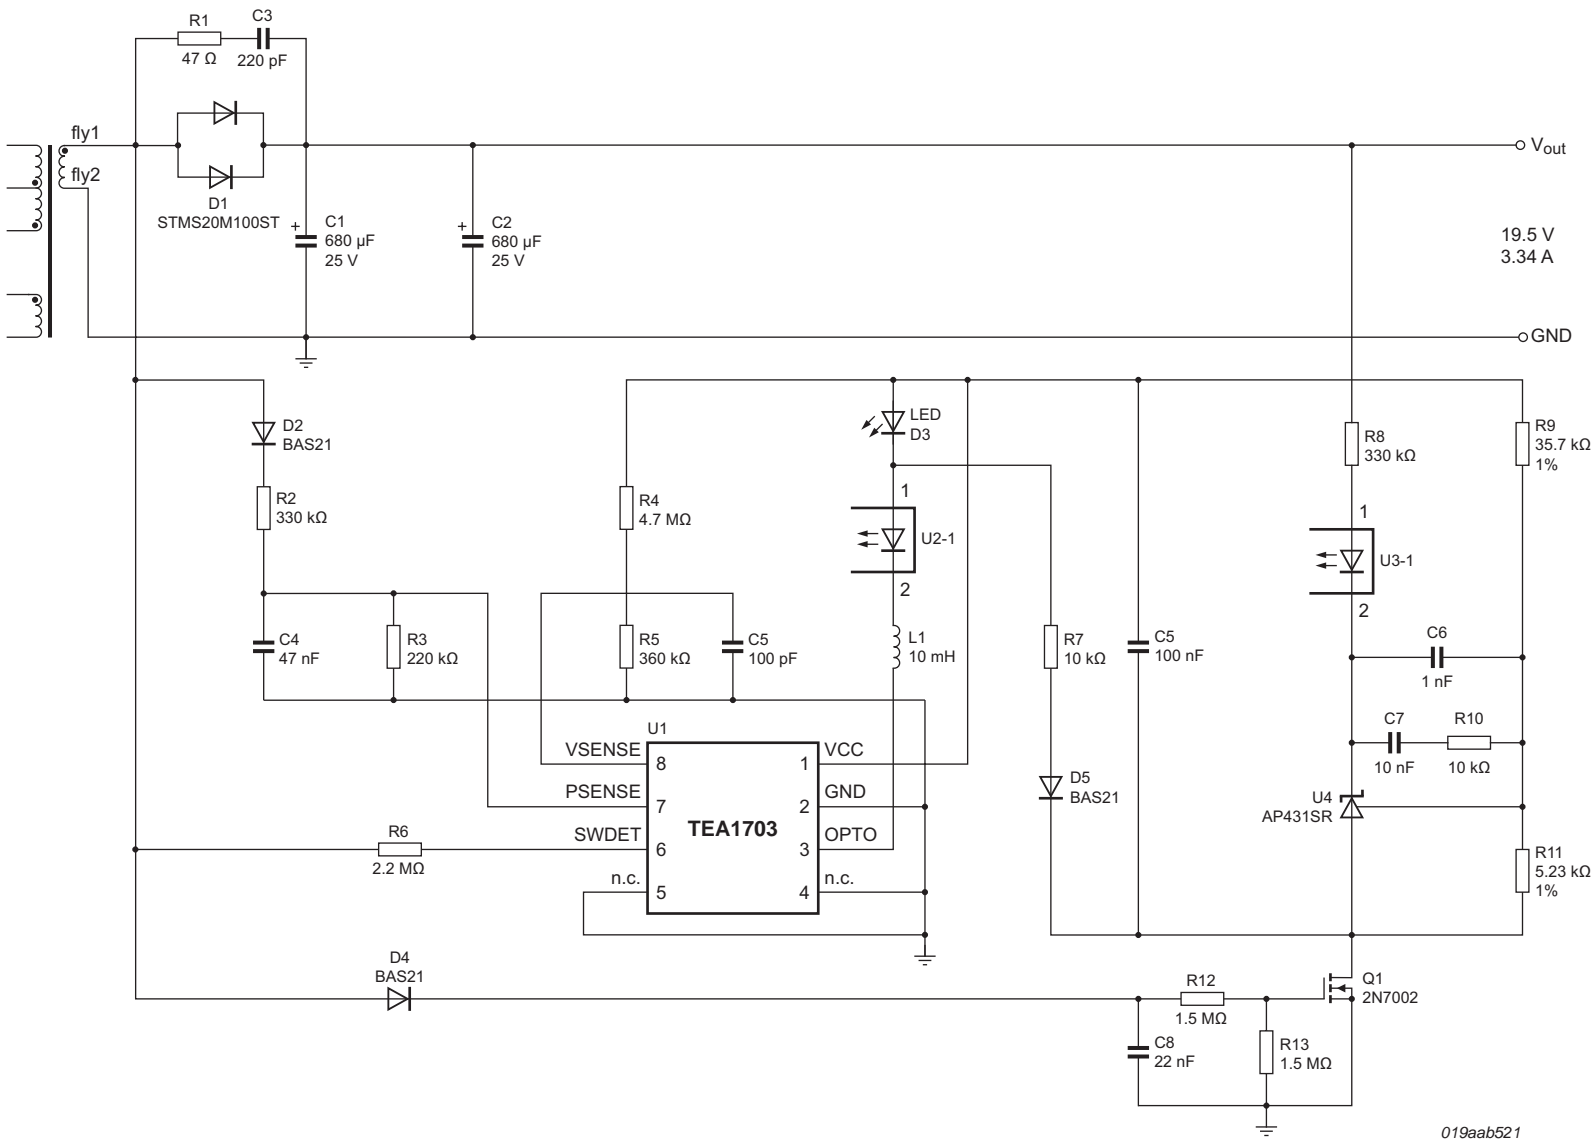 R1
47 Ω
C3
220 pF
fly1
fly2
D1
STMS20M100ST
+
C1
680 µF
25 V
+
C2
680 µF
25 V
Vout
19.5 V
3.34 A
GND
D2
BAS21
R2
330 kΩ
C4
47 nF
R3
220 kΩ
R4
4.7 MΩ
R5
360 kΩ
C5
100 pF
LED
D3
1
U2-1
2
L1
10 mH
R7
10 kΩ
D5
BAS21
C5
100 nF
R8
330 kΩ
1
U3-1
2
R9
35.7 kΩ
1%
C6
1 nF
C7
10 nF
R10
10 kΩ
U4
AP431SR
R11
5.23 kΩ
1%
U1
TEA1703
VSENSE
8
PSENSE
7
SWDET
6
n.c.
5
VCC
1
GND
2
OPTO
3
n.c.
4
R6
2.2 MΩ
D4
BAS21
R12
1.5 MΩ
C8
22 nF
R13
1.5 MΩ
Q1
2N7002
019aab521